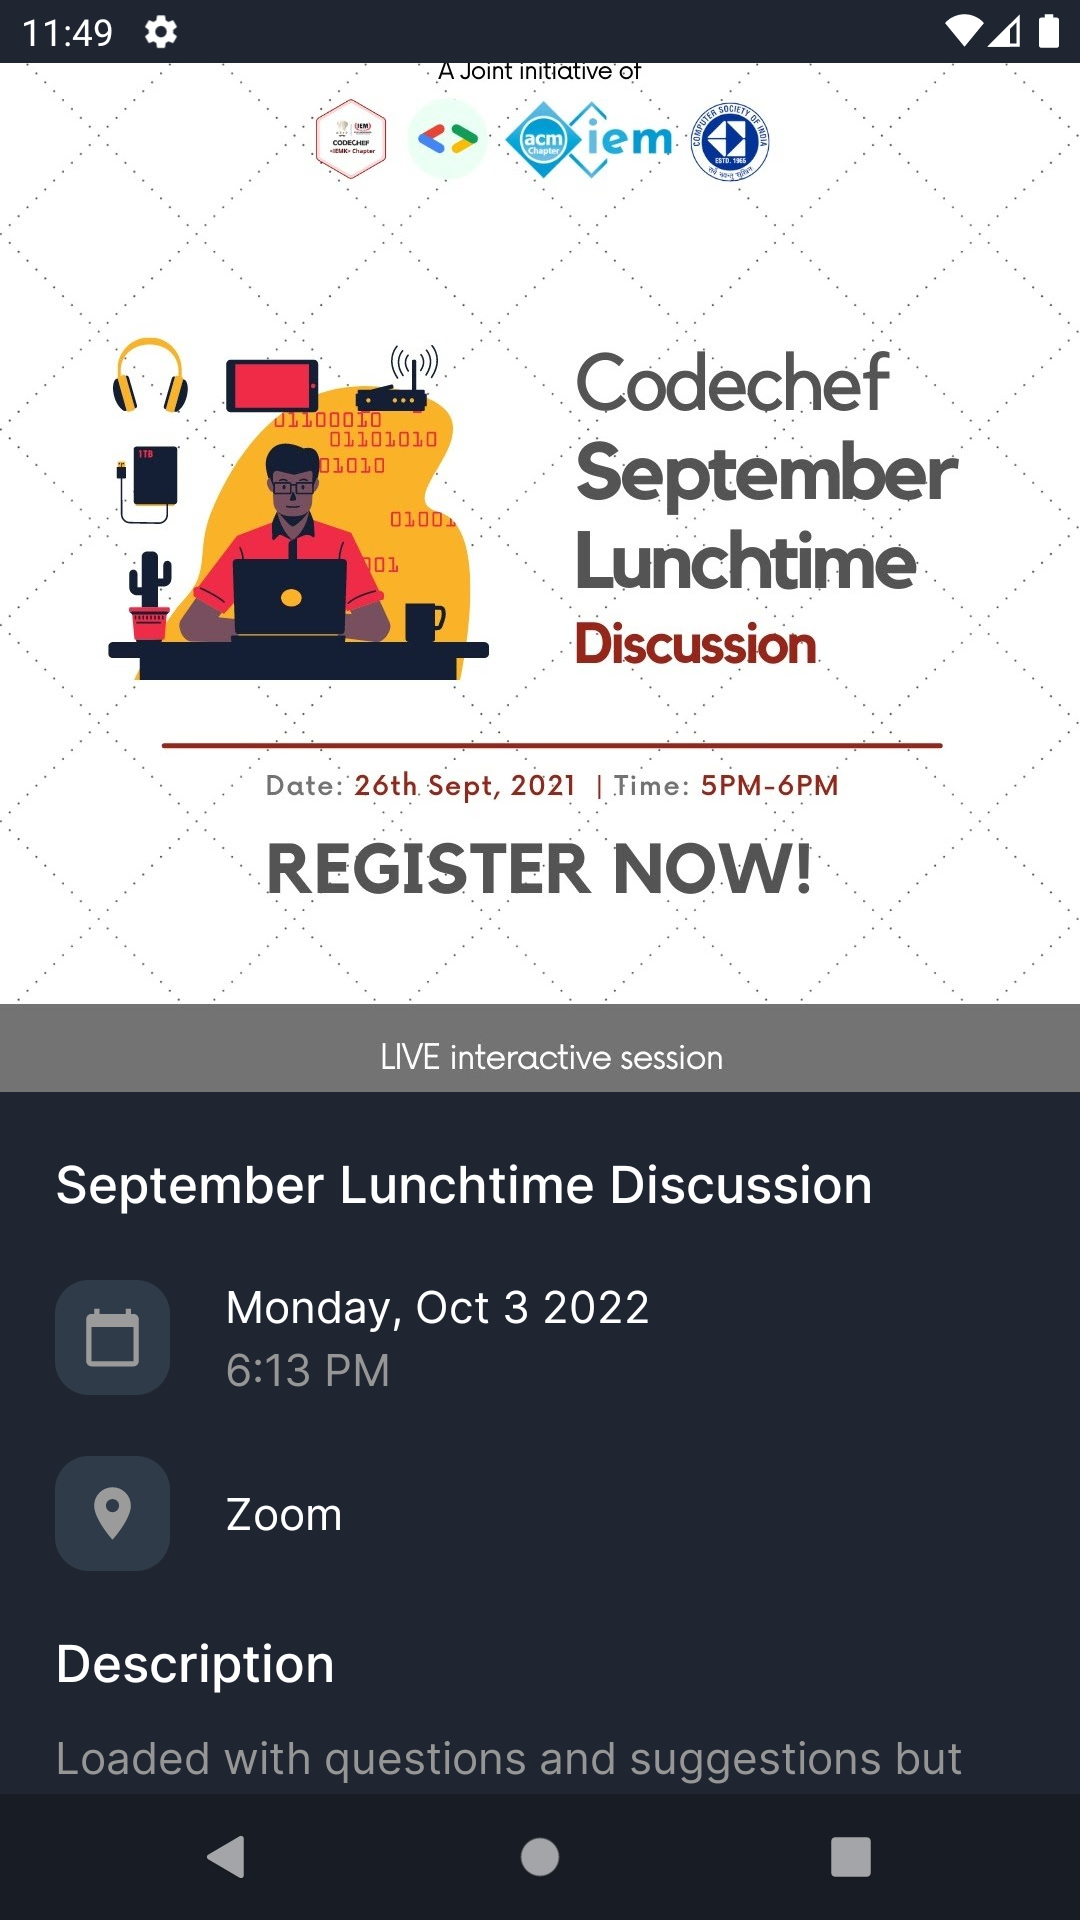 11:49
A Joint initiative of
CODECHEF
<IEMK> Chapter
acm
Chapter
iem
COMPUTER SOCIETY OF INDIA
ESTD. 1965
Codechef
September
Lunchtime
Discussion
1TB
01100010
01101010
01010
01001
001
Date: 26th Sept, 2021 | Time: 5PM-6PM
REGISTER NOW!
LIVE interactive session
September Lunchtime Discussion
Monday, Oct 3 2022
6:13 PM
Zoom
Description
Loaded with questions and suggestions but